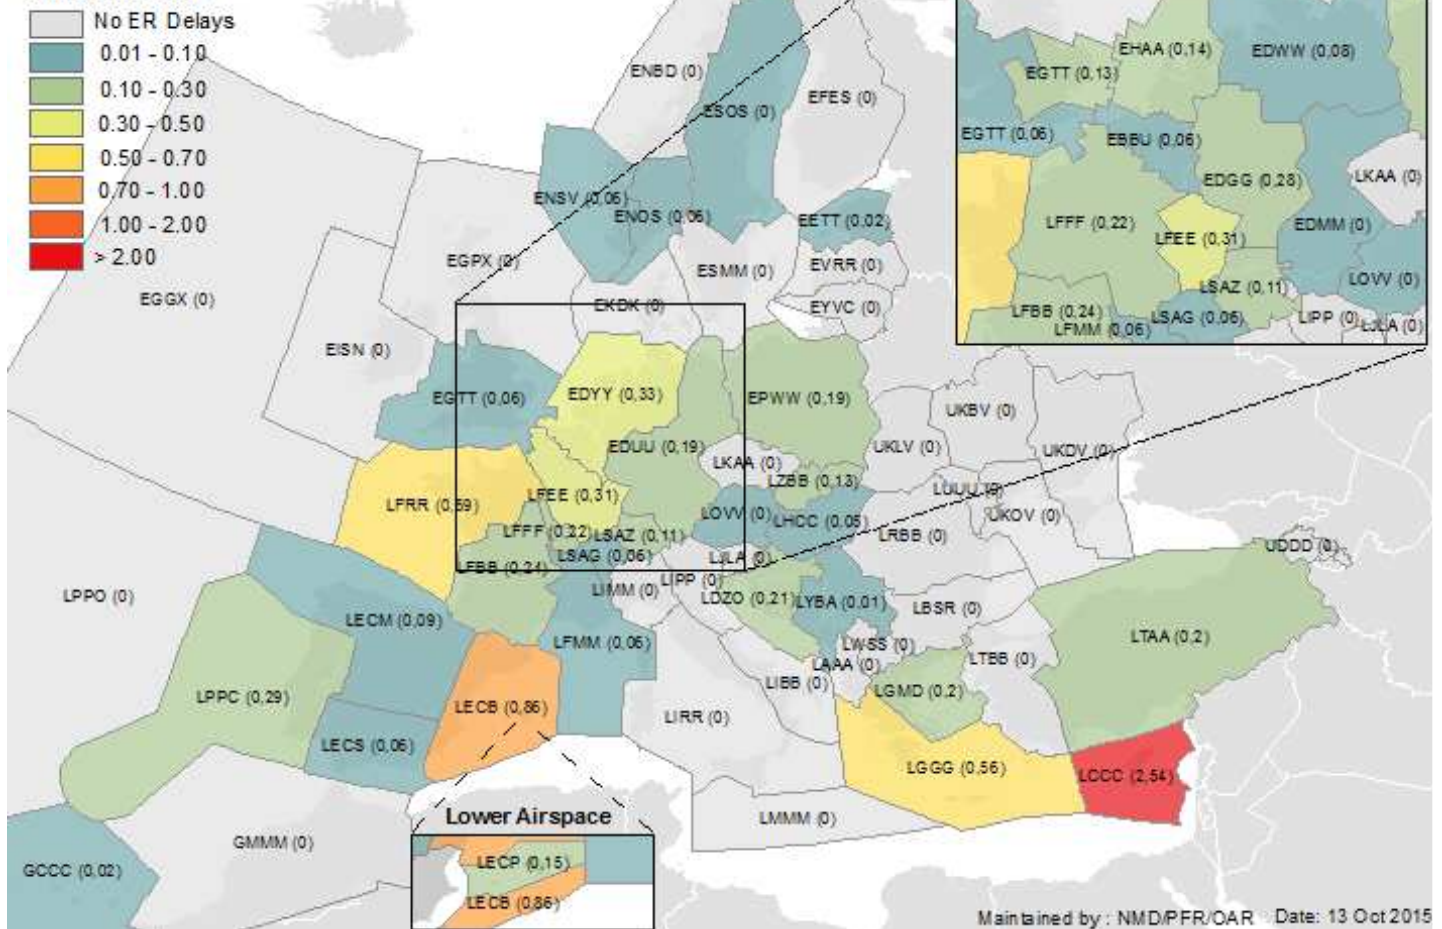 No ER Delays
0.01 - 0.10
0.10 - 0.30
0.30 - 0.50
0.50 - 0.70
0.70 - 1.00
1.00 - 2.00
> 2.00
EHAA (0,14)
EDWW (0,08)
EGTT (0,13)
EGTT (0,06)
EBBU (0,06)
EDGG (0,28)
LKAA (0)
LFFF (0,22)
LFEE (0,31)
EDMM (0)
LSAZ (0,11)
LOVV (0)
LFBB (0,24)
LFMM (0,06)
LSAG (0,06)
LIPP (0)
LJLA (0)
ENBD (0)
EFES (0)
ESOS (0)
ENSV (0,06)
ENOS (0,06)
EETT (0,02)
EGPX (0)
ESMM (0)
EVRR (0)
EGGX (0)
EKDK (0)
EYVC (0)
EISN (0)
EGTT (0,06)
EDYY (0,33)
EPWW (0,19)
UKBV (0)
EDUU (0,19)
UKLV (0)
UKDV (0)
LKAA (0)
LZBB (0,13)
LFRR (0,59)
LFEE (0,31)
LUUU (0)
LOVV (0)
LHCC (0,05)
UKOV (0)
LFFF (0,22)
LSAZ (0,11)
LRBB (0)
LSAG (0,06)
LJLA (0)
UDDD (0)
LFBB (0,24)
LIPP (0)
LIMM (0)
LPPO (0)
LDZO (0,21)
LYBA (0,01)
LBSR (0)
LECM (0,09)
LFMM (0,06)
LWSS (0)
LTAA (0,2)
LAAA (0)
LTBB (0)
LIBB (0)
LGMD (0,2)
LPPC (0,29)
LECB (0,86)
LIRR (0)
LECS (0,06)
LGGG (0,56)
LCCC (2,54)
Lower Airspace
LMMM (0)
GMMM (0)
LECP (0,15)
GCCC (0,02)
LECB (0,86)
Maintained by : NMD/PFR/OAR Date: 13 Oct 2015